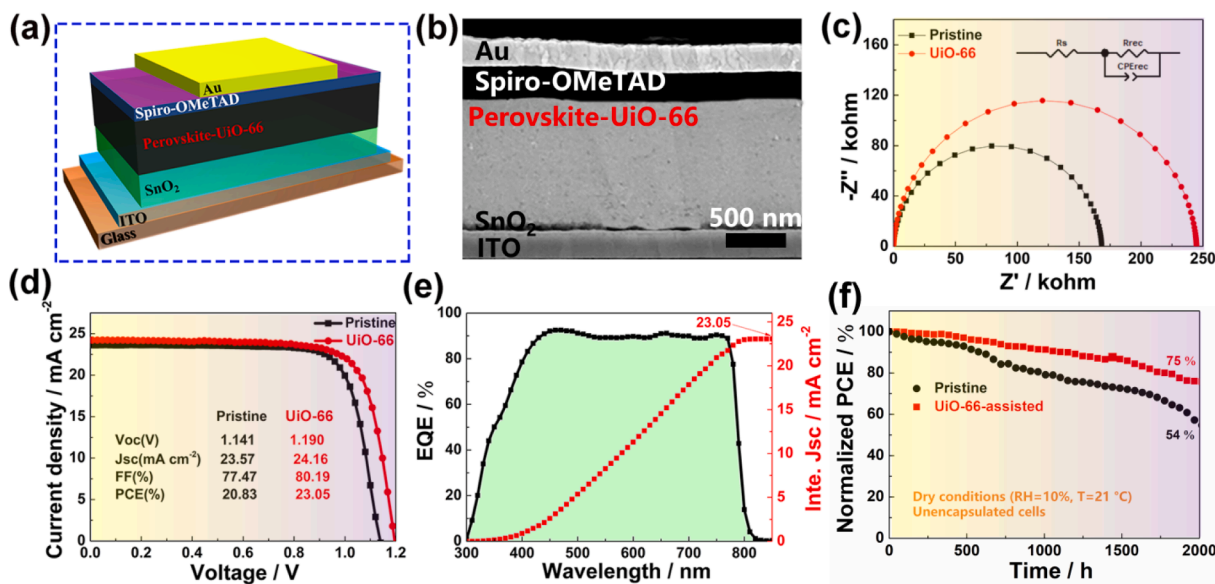 (a)
Au
Spiro-OMeTAD
Perovskite-UiO-66
SnO₂
ITO
Glass
(b)
Au
Spiro-OMeTAD
Perovskite-UiO-66
SnO₂
500 nm
ITO
(c)
Pristine
UiO-66
Rs
Rrec
CPErec
-Z" / kohm
160
120
80
40
0
0 50 100 150 200 250
Z' / kohm
(d)
Pristine
UiO-66
Current density / mA cm⁻²
25
20
15
10
5
0
Pristine UiO-66
Voc(V) 1.141 1.190
Jsc(mA cm⁻²) 23.57 24.16
FF(%) 77.47 80.19
PCE(%) 20.83 23.05
0.0 0.2 0.4 0.6 0.8 1.0 1.2
Voltage / V
(e)
EQE / %
100
90
80
70
60
50
40
30
20
10
0
23.05
25
20
15
10
5
0
Inte. Jsc / mA cm⁻²
300 400 500 600 700 800
Wavelength / nm
(f)
Normalized PCE / %
100
80
60
40
20
0
75 %
Pristine
UiO-66-assisted
54 %
Dry conditions (RH=10%, T=21 °C)
Unencapsulated cells
0 500 1000 1500 2000
Time / h